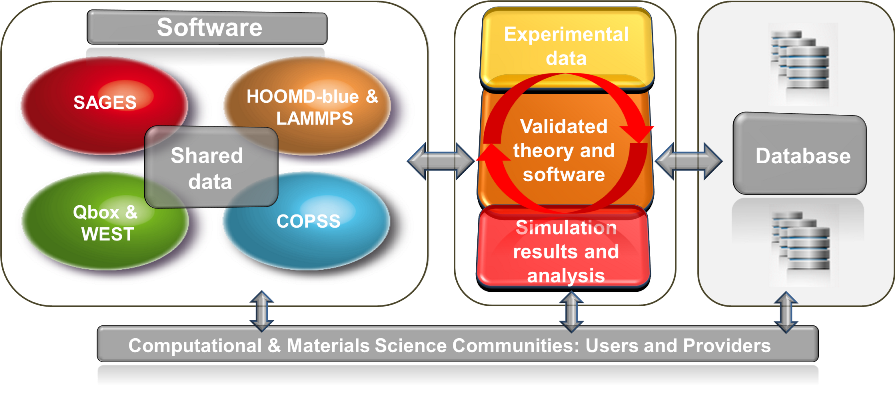 Software
SAGES
HOOMD-blue &
LAMMPS
Shared
data
Qbox &
WEST
COPSS
Experimental
data
Validated
theory and
software
Simulation
results and
analysis
Database
Computational & Materials Science Communities: Users and Providers